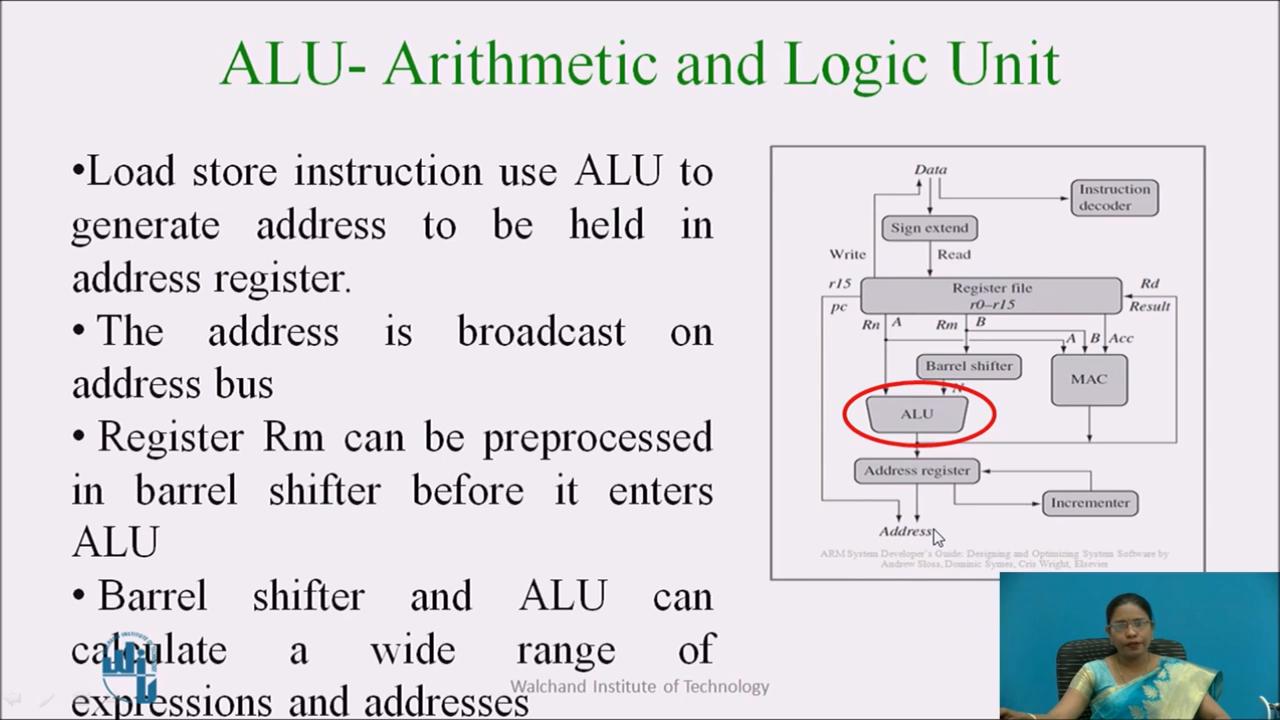 ALU- Arithmetic and Logic Unit
•Load store instruction use ALU to
generate address to be held in
address register.
• The address is broadcast on
address bus
• Register Rm can be preprocessed
in barrel shifter before it enters
ALU
• Barrel shifter and ALU can
calculate a wide range of
expressions and addresses
Data
Instruction
decoder
Sign extend
Write
Read
r15
pc
Register file
r0–r15
Rd
Result
Rn
A
Rm
B
A
B
Acc
Barrel shifter
MAC
N
ALU
Address register
Incrementer
Address
ARM System Developer's Guide: Designing and Optimizing System Software by
Andrew Sloss, Dominic Symes, Cris Wright, Elsevier
Walchand Institute of Technology